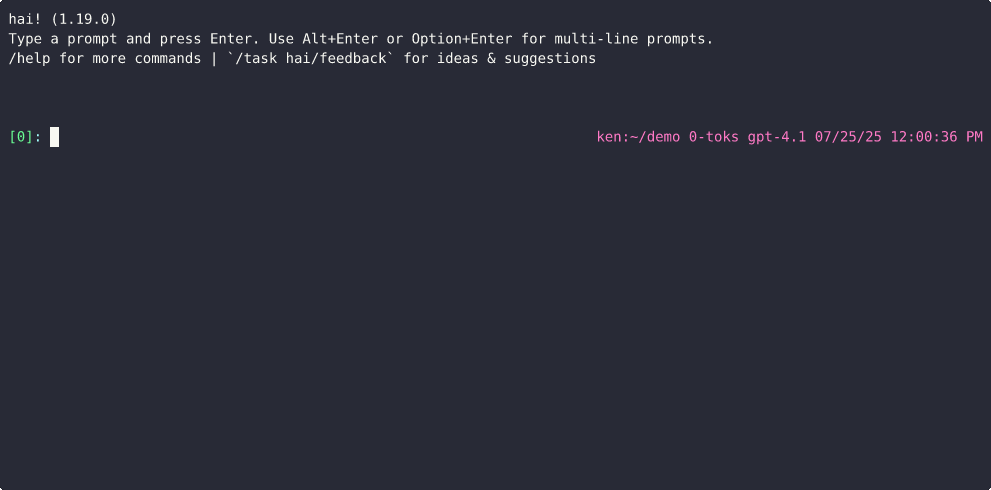 hai! (1.19.0)
Type a prompt and press Enter. Use Alt+Enter or Option+Enter for multi-line prompts.
/help for more commands | `/task hai/feedback` for ideas & suggestions
[0]: ken:~/demo 0-toks gpt-4.1 07/25/25 12:00:36 PM